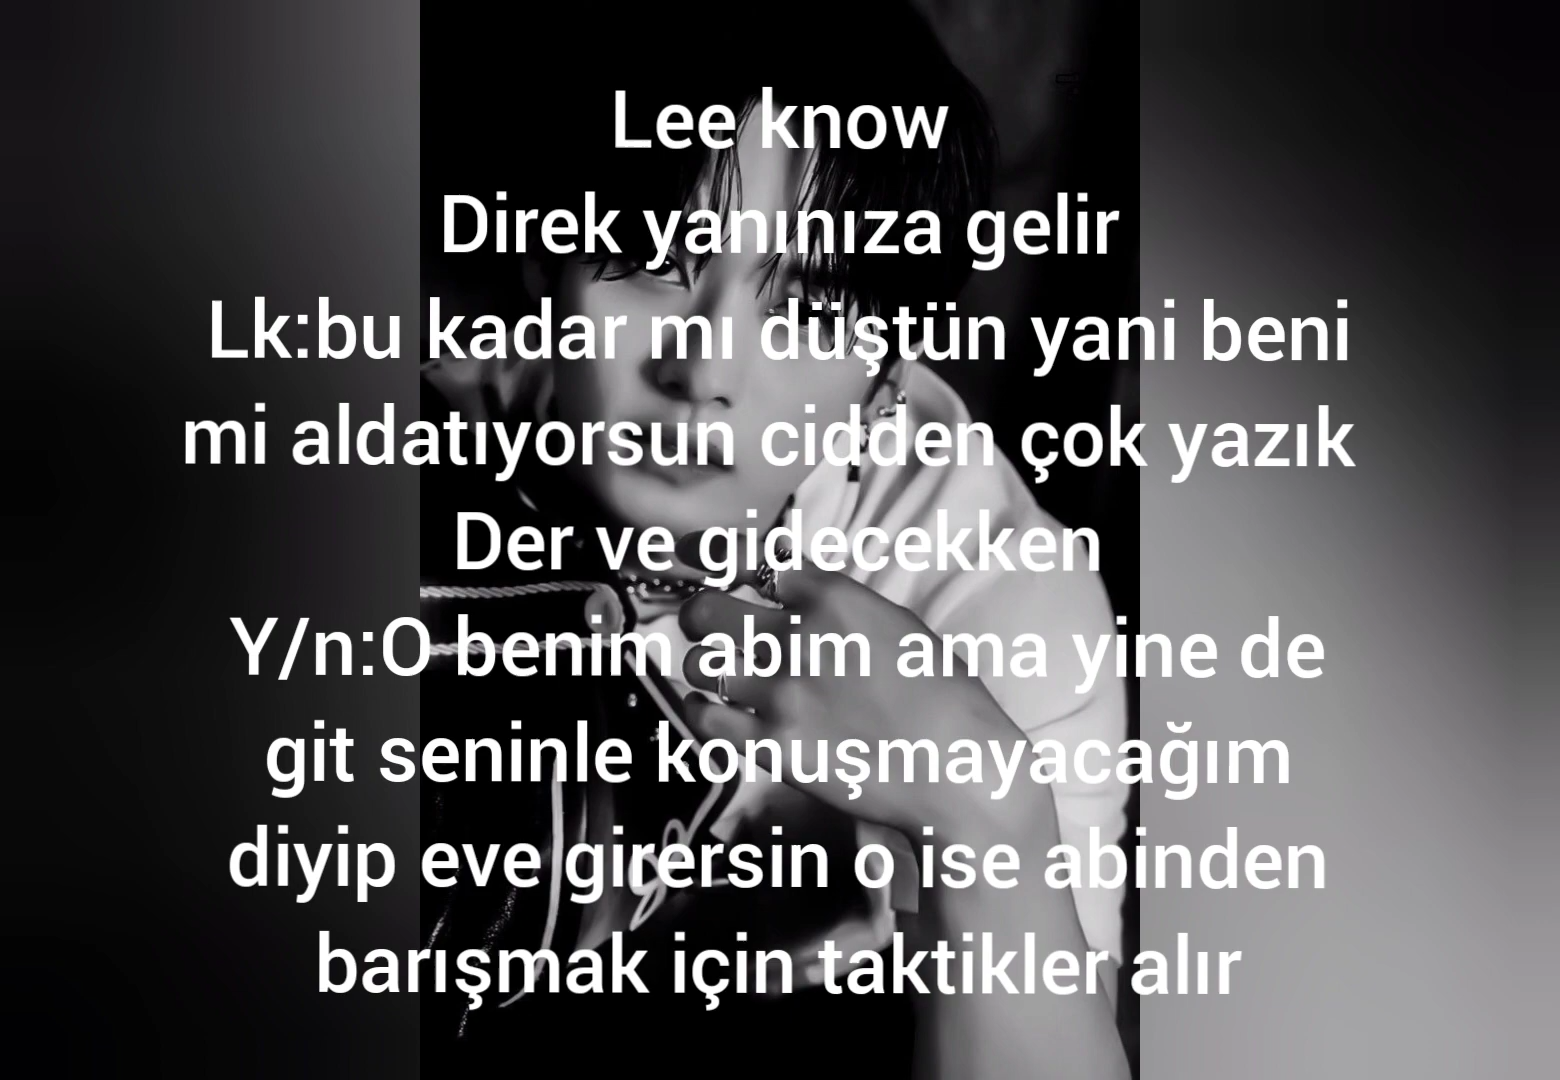 Lee know
Direk yanınıza gelir
Lk:bu kadar mı düştün yani beni
mi aldatıyorsun cidden çok yazık
Der ve gidecekken
Y/n:O benim abim ama yine de
git seninle konuşmayacağım
diyip eve girersin o ise abinden
barışmak için taktikler alır